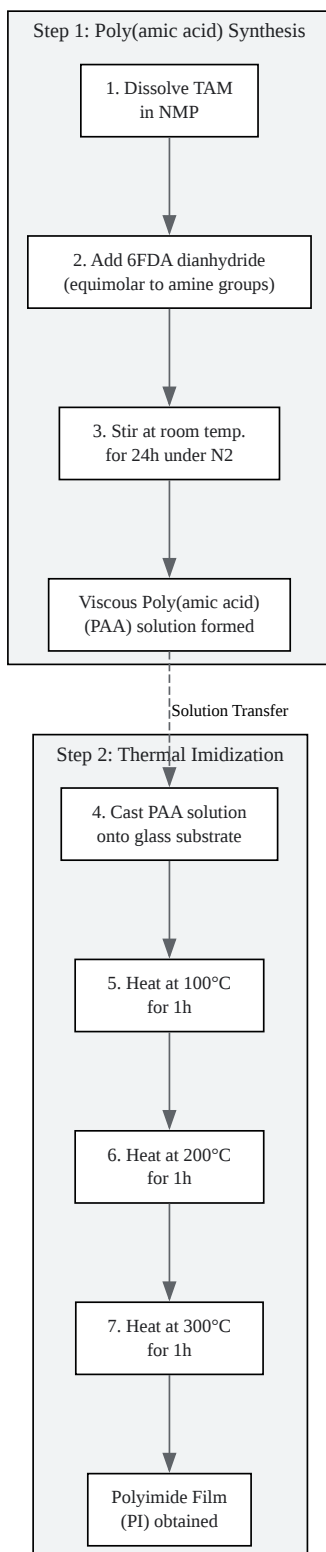 Step 1: Poly(amic acid) Synthesis
1. Dissolve TAM
in NMP
2. Add 6FDA dianhydride
(equimolar to amine groups)
3. Stir at room temp.
for 24h under N2
Viscous Poly(amic acid)
(PAA) solution formed
Solution Transfer
Step 2: Thermal Imidization
4. Cast PAA solution
onto glass substrate
5. Heat at 100°C
for 1h
6. Heat at 200°C
for 1h
7. Heat at 300°C
for 1h
Polyimide Film
(PI) obtained